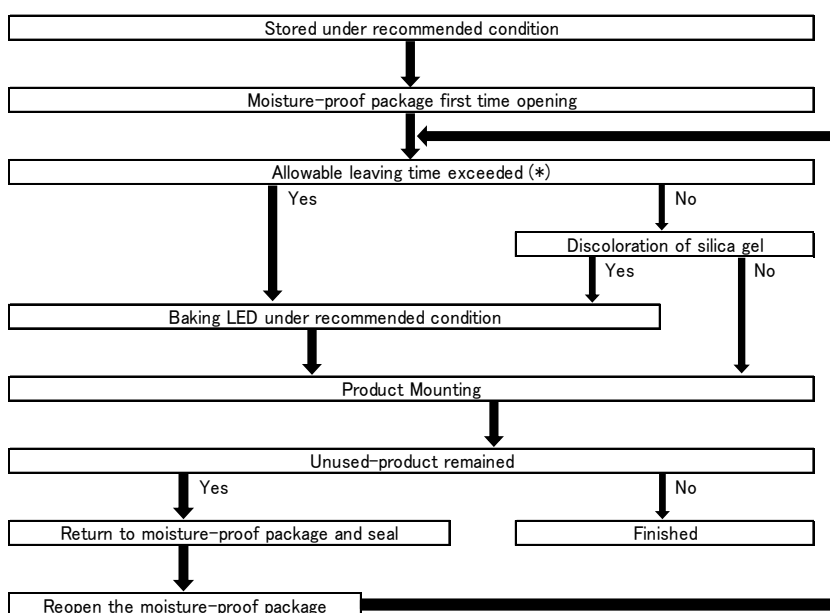 Stored under recommended condition
Moisture-proof package first time opening
Allowable leaving time exceeded (*)
Yes
No
Discoloration of silica gel
Yes
No
Baking LED under recommended condition
Product Mounting
Unused-product remained
Yes
No
Return to moisture-proof package and seal
Finished
Reopen the moisture-proof package